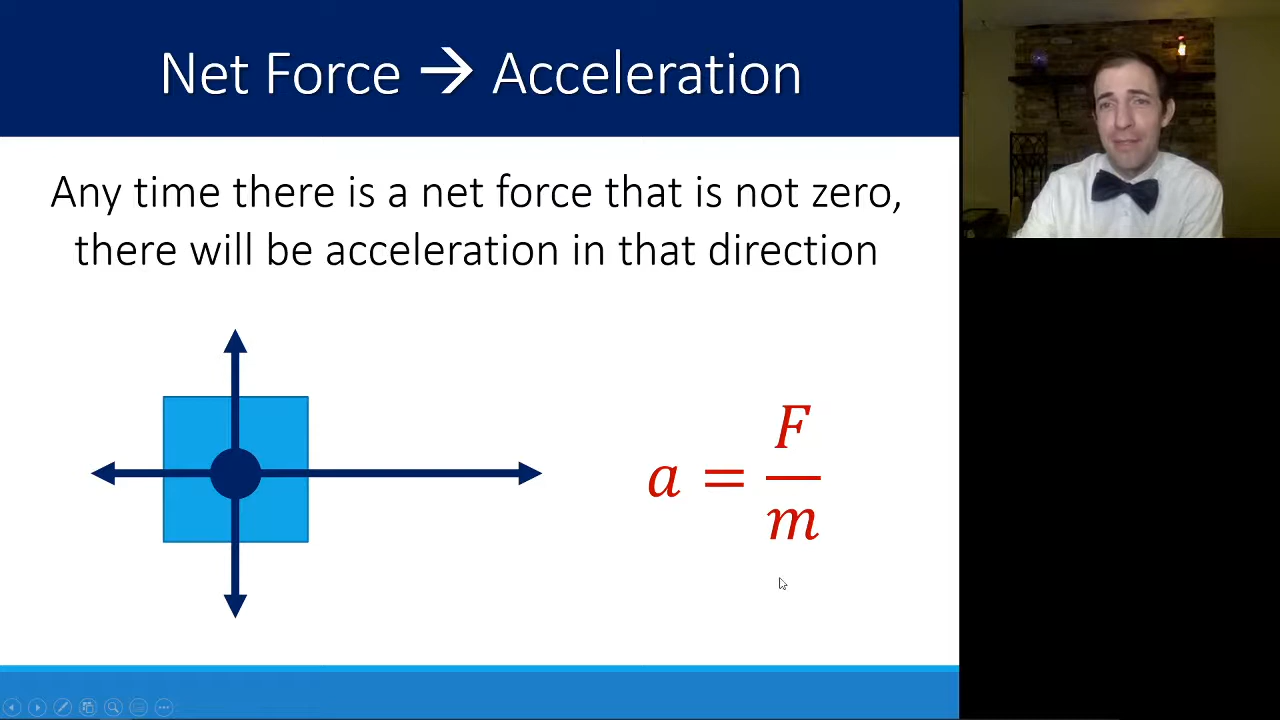 Net Force → Acceleration
Any time there is a net force that is not zero,
there will be acceleration in that direction
a = F/m